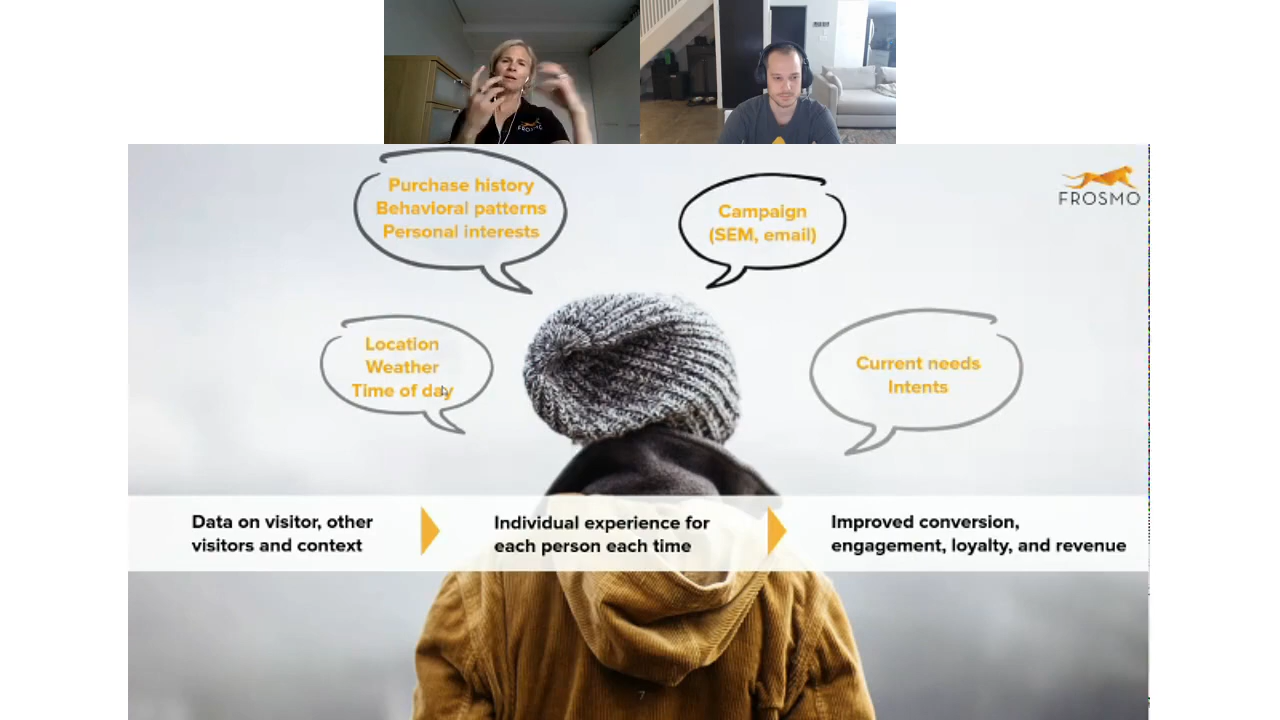 FROSMO
Purchase history
Behavioral patterns
Personal interests
Campaign
(SEM, email)
FROSMO
Location
Weather
Time of day
Current needs
Intents
Data on visitor, other
visitors and context
Individual experience for
each person each time
Improved conversion,
engagement, loyalty, and revenue
7